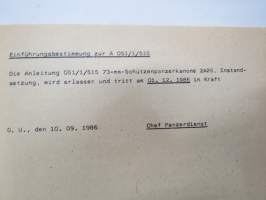 Einführungsbestimmung zur A 051/1/515
Die Anleitung 051/1/515 73-mm-Schützenpanzerkanone 2A28, Instand-
setzung, wird erlassen und tritt am 01. 12. 1986 in Kraft
O. U., den 10. 09. 1986
Chef Panzerdienst